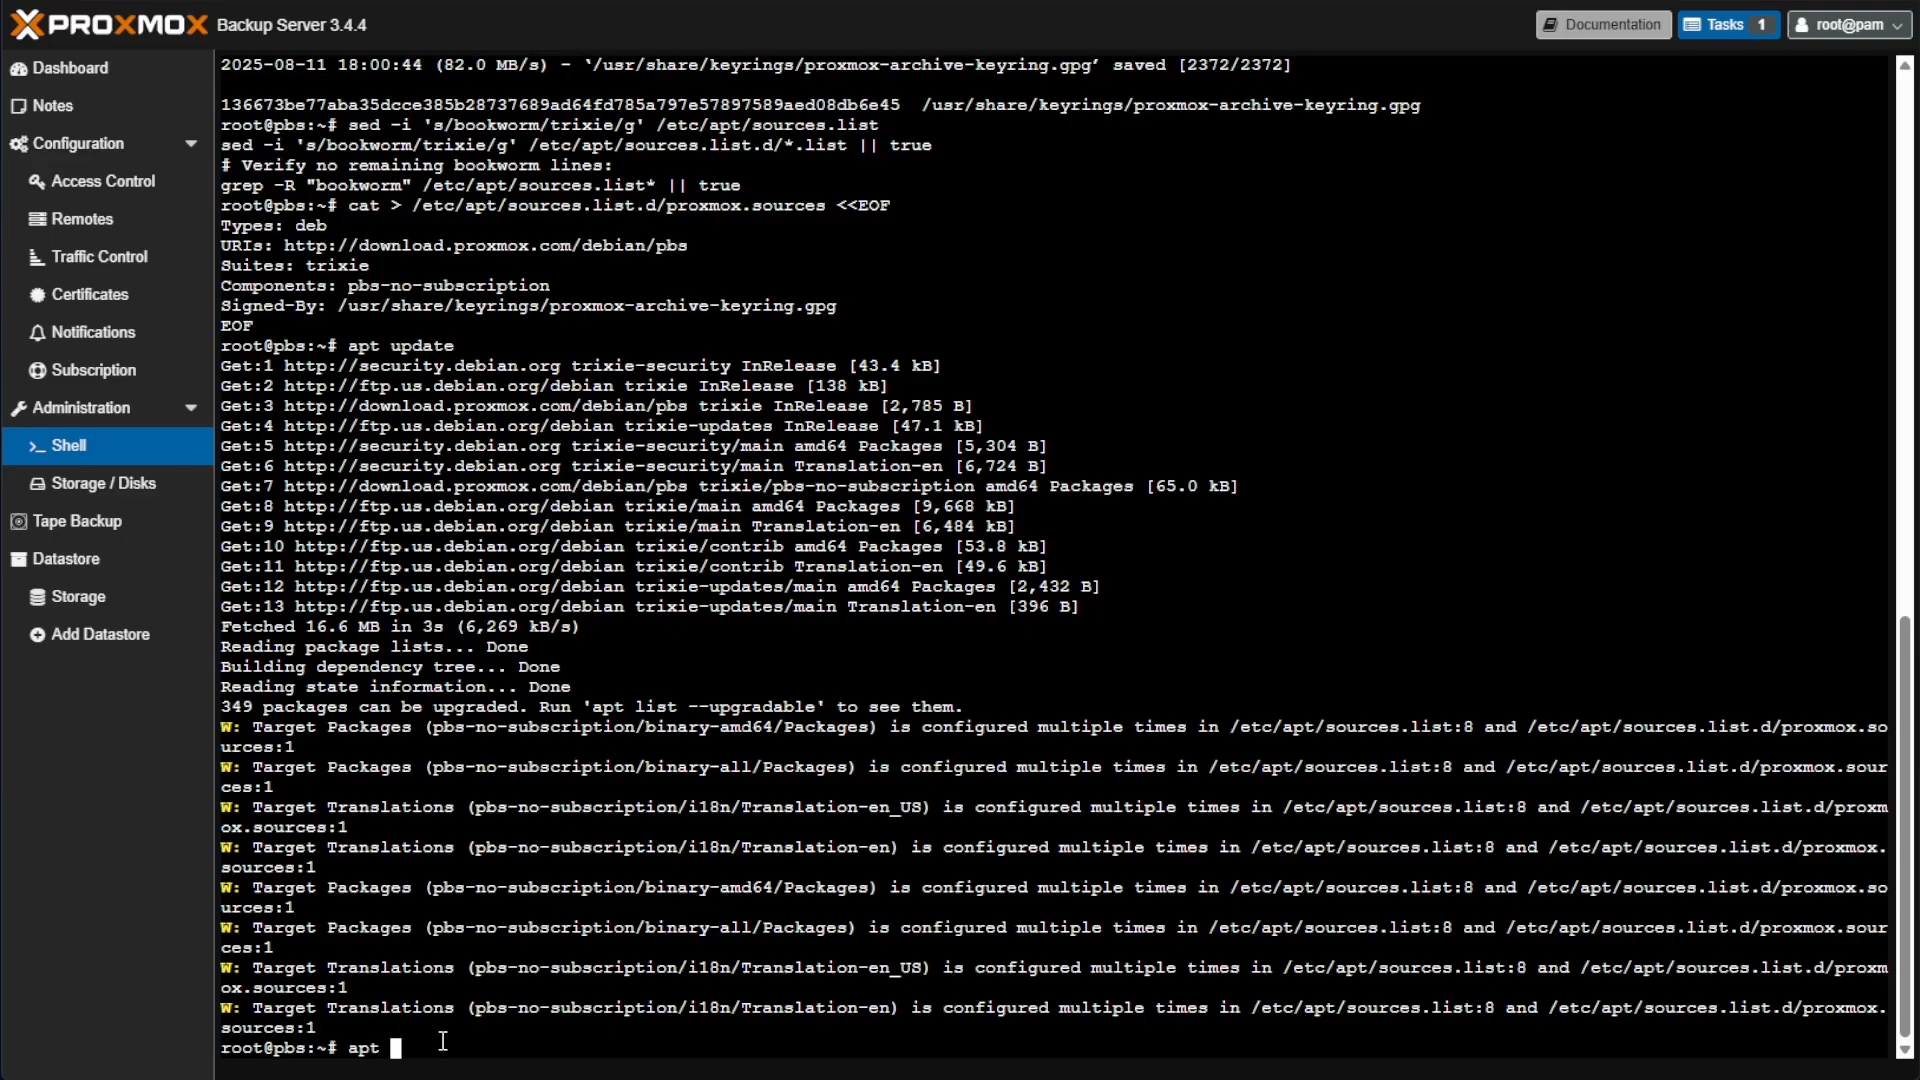 PROXMOX Backup Server 3.4.4
Documentation
Tasks 1
root@pam
Dashboard
Notes
Configuration
Access Control
Remotes
Traffic Control
Certificates
Notifications
Subscription
Administration
Shell
Storage / Disks
Tape Backup
Datastore
Storage
Add Datastore
2025-08-11 18:00:44 (82.0 MB/s) - ‘/usr/share/keyrings/proxmox-archive-keyring.gpg’ saved [2372/2372]
136673be77aba35dcce385b28737689ad64fd785a797e57897589aed08db6e45  /usr/share/keyrings/proxmox-archive-keyring.gpg
root@pbs:~# sed -i 's/bookworm/trixie/g' /etc/apt/sources.list
sed -i 's/bookworm/trixie/g' /etc/apt/sources.list.d/*.list || true
# Verify no remaining bookworm lines:
grep -R "bookworm" /etc/apt/sources.list* || true
root@pbs:~# cat > /etc/apt/sources.list.d/proxmox.sources <<EOF
Types: deb
URIs: http://download.proxmox.com/debian/pbs
Suites: trixie
Components: pbs-no-subscription
Signed-By: /usr/share/keyrings/proxmox-archive-keyring.gpg
EOF
root@pbs:~# apt update
Get:1 http://security.debian.org trixie-security InRelease [43.4 kB]
Get:2 http://ftp.us.debian.org/debian trixie InRelease [138 kB]
Get:3 http://download.proxmox.com/debian/pbs trixie InRelease [2,785 B]
Get:4 http://ftp.us.debian.org/debian trixie-updates InRelease [47.1 kB]
Get:5 http://security.debian.org trixie-security/main amd64 Packages [5,304 B]
Get:6 http://security.debian.org trixie-security/main Translation-en [6,724 B]
Get:7 http://download.proxmox.com/debian/pbs trixie/pbs-no-subscription amd64 Packages [65.0 kB]
Get:8 http://ftp.us.debian.org/debian trixie/main amd64 Packages [9,668 kB]
Get:9 http://ftp.us.debian.org/debian trixie/main Translation-en [6,484 kB]
Get:10 http://ftp.us.debian.org/debian trixie/contrib amd64 Packages [53.8 kB]
Get:11 http://ftp.us.debian.org/debian trixie/contrib Translation-en [49.6 kB]
Get:12 http://ftp.us.debian.org/debian trixie-updates/main amd64 Packages [2,432 B]
Get:13 http://ftp.us.debian.org/debian trixie-updates/main Translation-en [396 B]
Fetched 16.6 MB in 3s (6,269 kB/s)
Reading package lists... Done
Building dependency tree... Done
Reading state information... Done
349 packages can be upgraded. Run 'apt list --upgradable' to see them.
W: Target Packages (pbs-no-subscription/binary-amd64/Packages) is configured multiple times in /etc/apt/sources.list:8 and /etc/apt/sources.list.d/proxmox.so
urces:1
W: Target Packages (pbs-no-subscription/binary-all/Packages) is configured multiple times in /etc/apt/sources.list:8 and /etc/apt/sources.list.d/proxmox.sour
ces:1
W: Target Translations (pbs-no-subscription/i18n/Translation-en_US) is configured multiple times in /etc/apt/sources.list:8 and /etc/apt/sources.list.d/proxm
ox.sources:1
W: Target Translations (pbs-no-subscription/i18n/Translation-en) is configured multiple times in /etc/apt/sources.list:8 and /etc/apt/sources.list.d/proxmox.
sources:1
W: Target Packages (pbs-no-subscription/binary-amd64/Packages) is configured multiple times in /etc/apt/sources.list:8 and /etc/apt/sources.list.d/proxmox.so
urces:1
W: Target Packages (pbs-no-subscription/binary-all/Packages) is configured multiple times in /etc/apt/sources.list:8 and /etc/apt/sources.list.d/proxmox.sour
ces:1
W: Target Translations (pbs-no-subscription/i18n/Translation-en_US) is configured multiple times in /etc/apt/sources.list:8 and /etc/apt/sources.list.d/proxm
ox.sources:1
W: Target Translations (pbs-no-subscription/i18n/Translation-en) is configured multiple times in /etc/apt/sources.list:8 and /etc/apt/sources.list.d/proxmox.
sources:1
root@pbs:~# apt